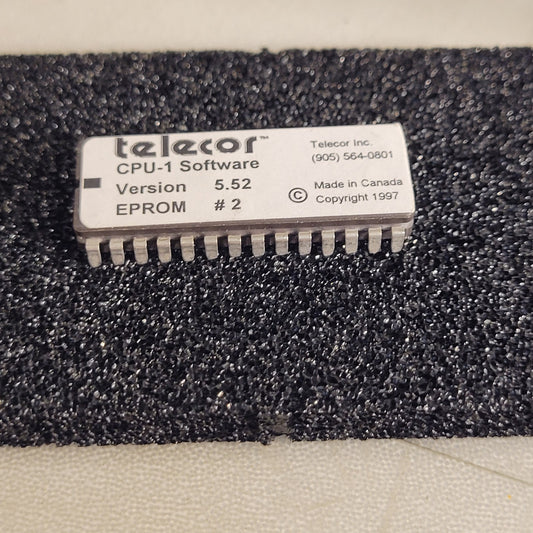 telecor™
CPU-1 Software
Version 5.52
EPROM # 2
Telecor Inc.
(905) 564-0801
© Made in Canada
Copyright 1997